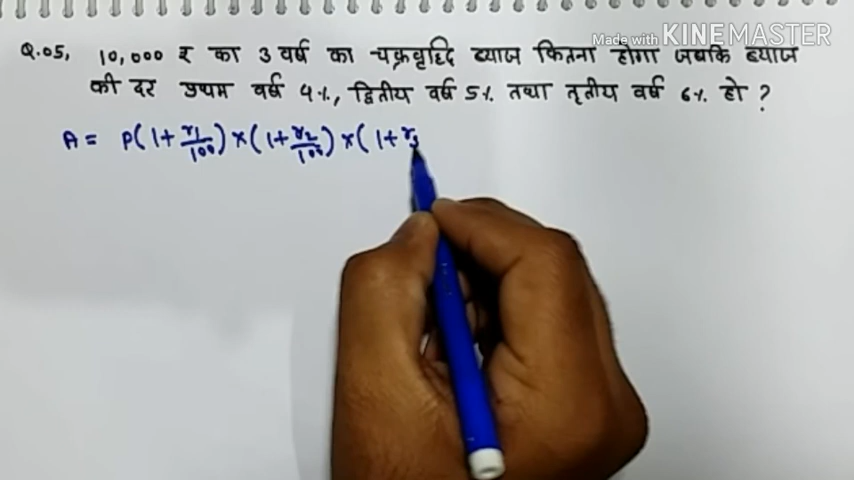 Made with KINEMASTER
Q.05, 10,000 ₹ का 3 वर्ष का चक्रवृद्धि ब्याज कितना होगा जबकि ब्याज
की दर प्रथम वर्ष 4%, द्वितीय वर्ष 5% तथा तृतीय वर्ष 6% हो ?
A = P(1+r1/100)×(1+r2/100)×(1+r3